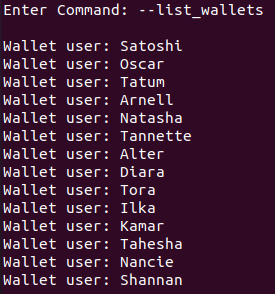 Enter Command: --list_wallets
Wallet user: Satoshi
Wallet user: Oscar
Wallet user: Tatum
Wallet user: Arnell
Wallet user: Natasha
Wallet user: Tannette
Wallet user: Alter
Wallet user: Diara
Wallet user: Tora
Wallet user: Ilka
Wallet user: Kamar
Wallet user: Tahesha
Wallet user: Nancie
Wallet user: Shannan